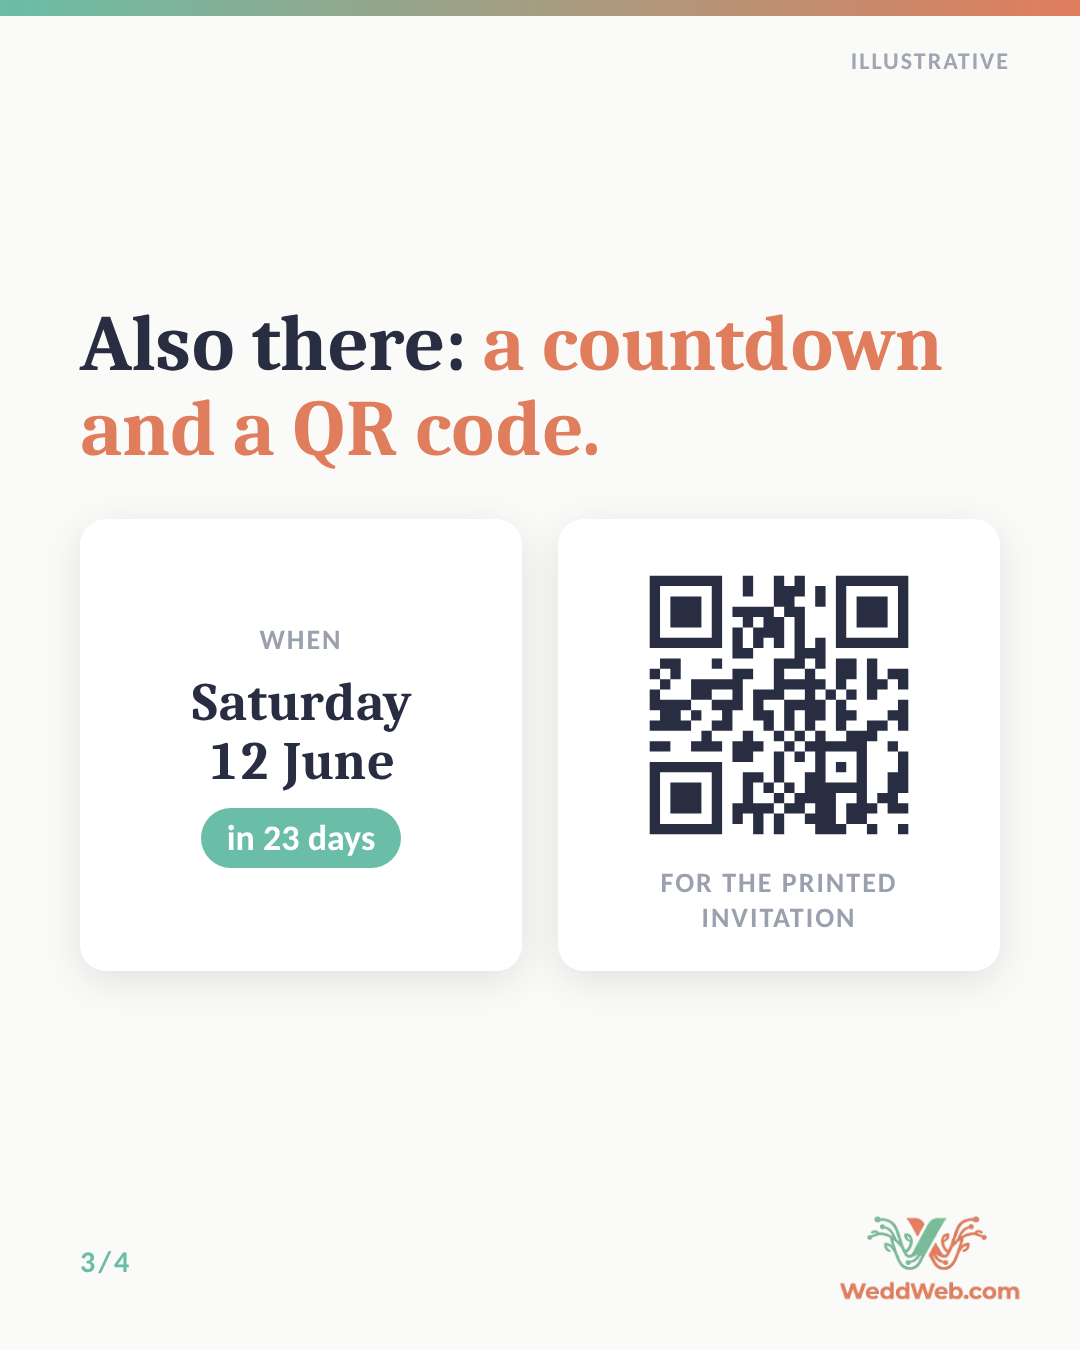 ILLUSTRATIVE
Also there: a countdown
and a QR code.
WHEN
Saturday
12 June
in 23 days
FOR THE PRINTED
INVITATION
3/4
WeddWeb.com